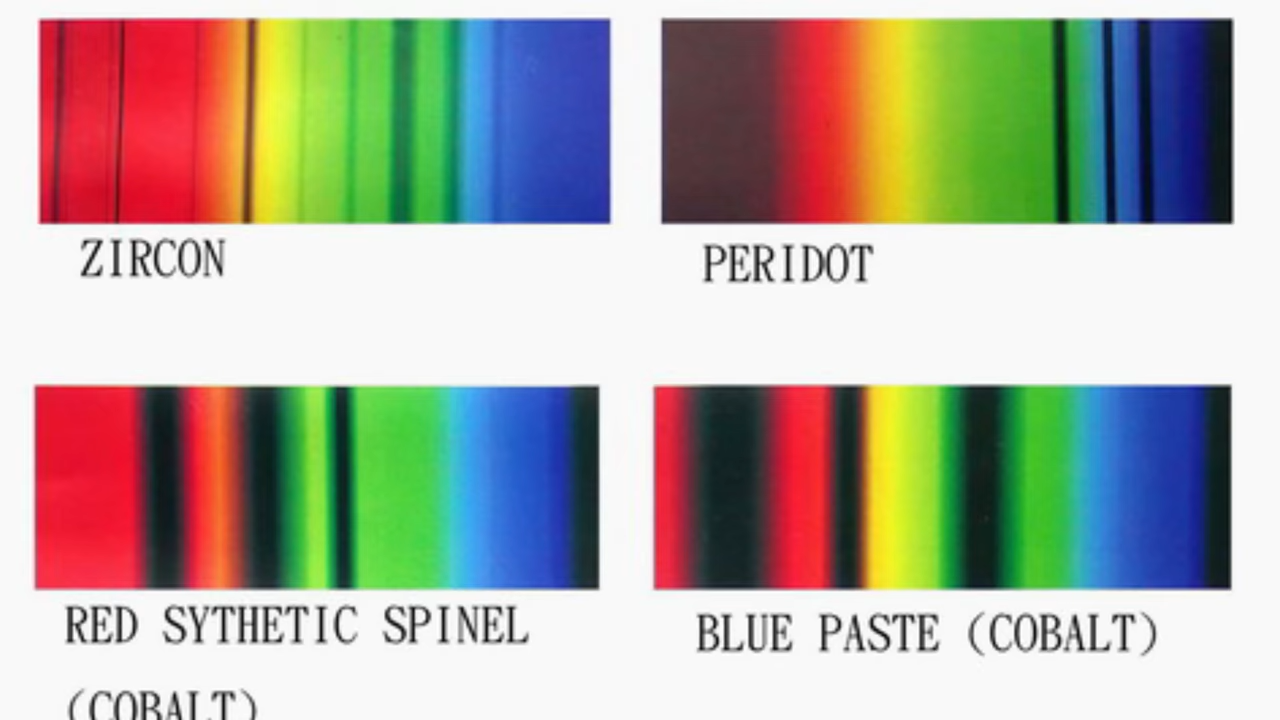 ZIRCON
PERIDOT
RED SYTHETIC SPINEL
(COBALT)
BLUE PASTE (COBALT)